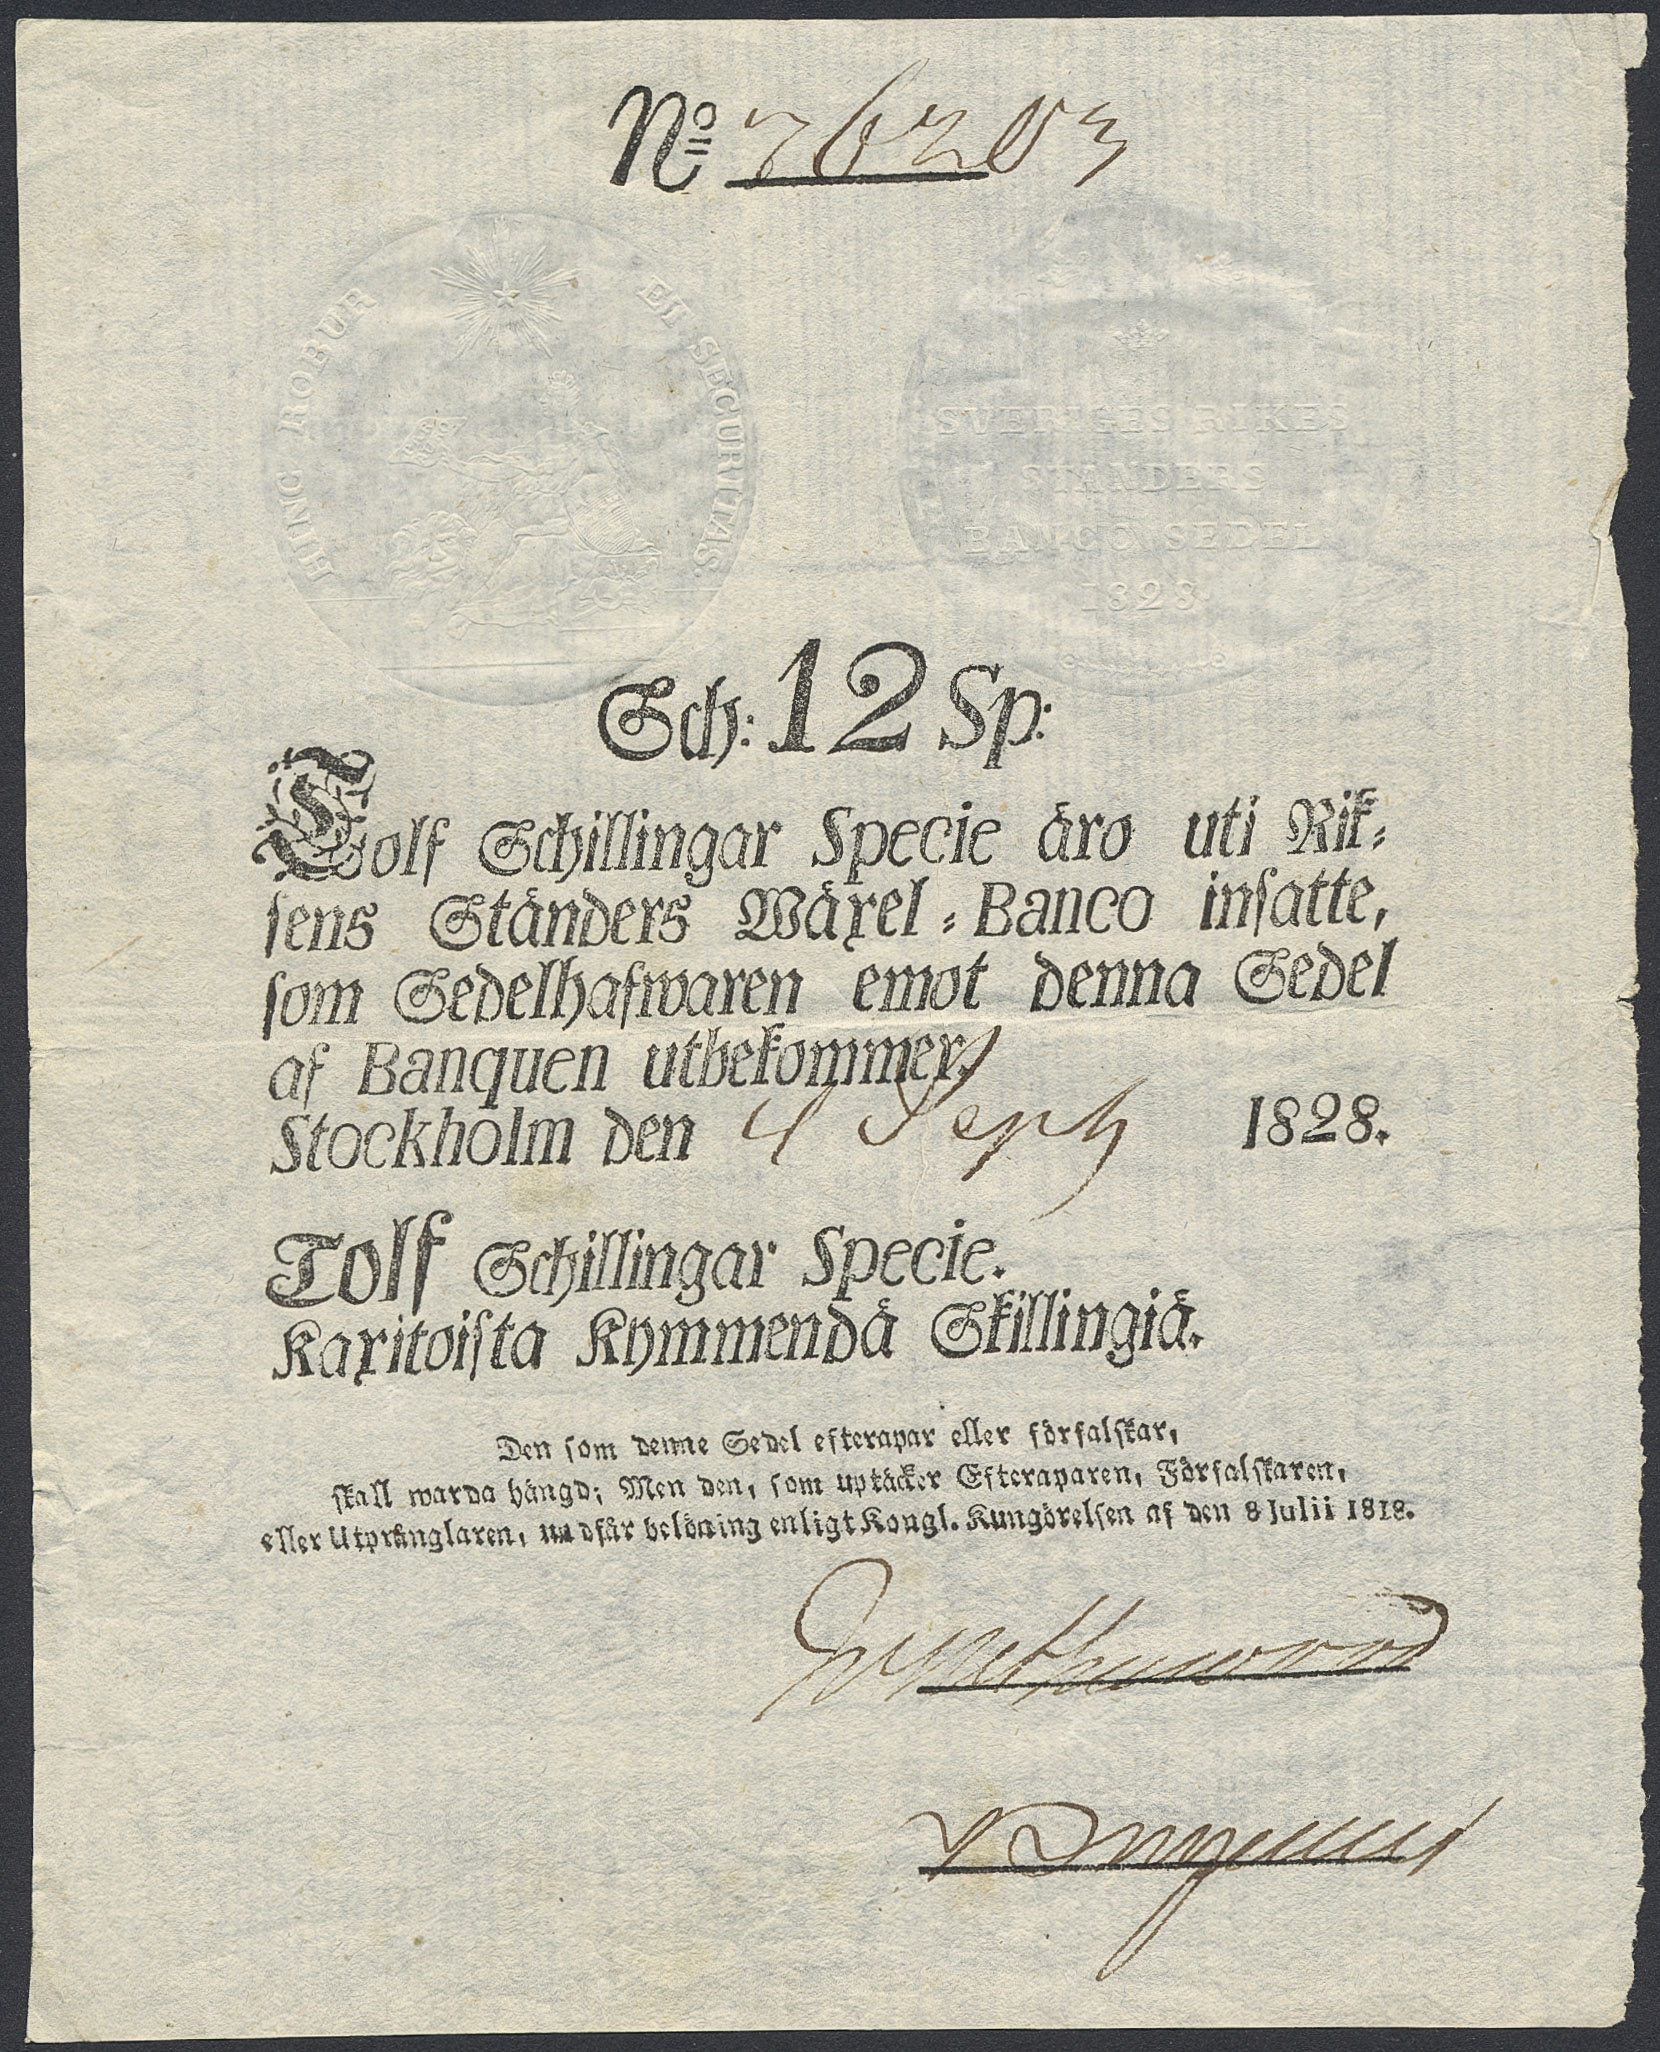 No 76203
HINC ROBUR ET SECURITAS.
SVERIGES RIKES
STÄNDERS
BANCO SEDEL
1828
Sch: 12 Sp:
Tolf Schillingar Specie äro uti Rik-
sens Ständers Wäxel-Banco insatte,
som Sedelhafwaren emot denna Sedel
af Banquen utbekommer.
Stockholm den 4 Sept 1828.
Tolf Schillingar Specie.
Kaxitoista Kymmendä Skillingiä.
Den som denne Sedel efterapar eller förfalskar,
skall warda hängd; Men den, som uptäcker Efteraparen, Förfalskaren,
eller Utprånglaren, undfår belöning enligt Kongl. Kungörelsen af den 8 Julii 1818.